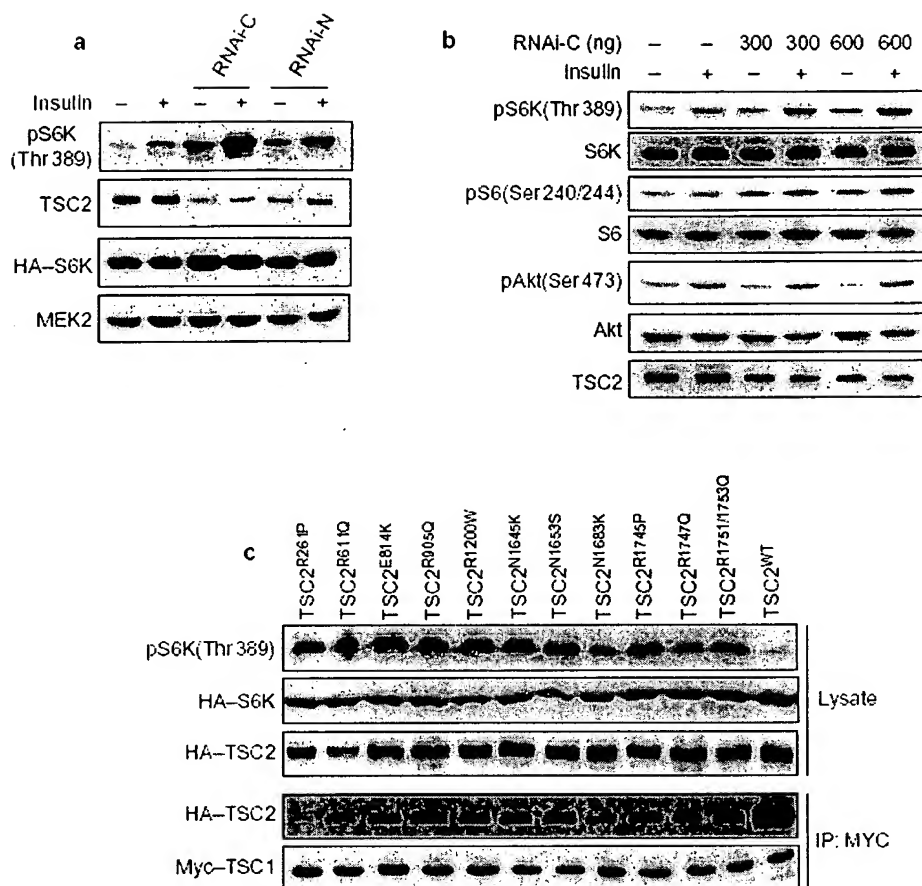 a
RNAi-C RNAi-N
Insulin – + – + – +
pS6K
(Thr 389)
TSC2
HA–S6K
MEK2
b
RNAi-C (ng) – – 300 300 600 600
Insulin – + – + – +
pS6K(Thr 389)
S6K
pS6(Ser 240/244)
S6
pAkt(Ser 473)
Akt
TSC2
c
TSC2R261P TSC2R611Q TSC2E814K TSC2R905Q TSC2R1200W TSC2N1645K TSC2N1653S TSC2N1683K TSC2R1745P TSC2R1747Q TSC2R1751/1753Q TSC2WT
pS6K(Thr 389)
HA–S6K
Lysate
HA–TSC2
HA–TSC2
IP: MYC
Myc–TSC1